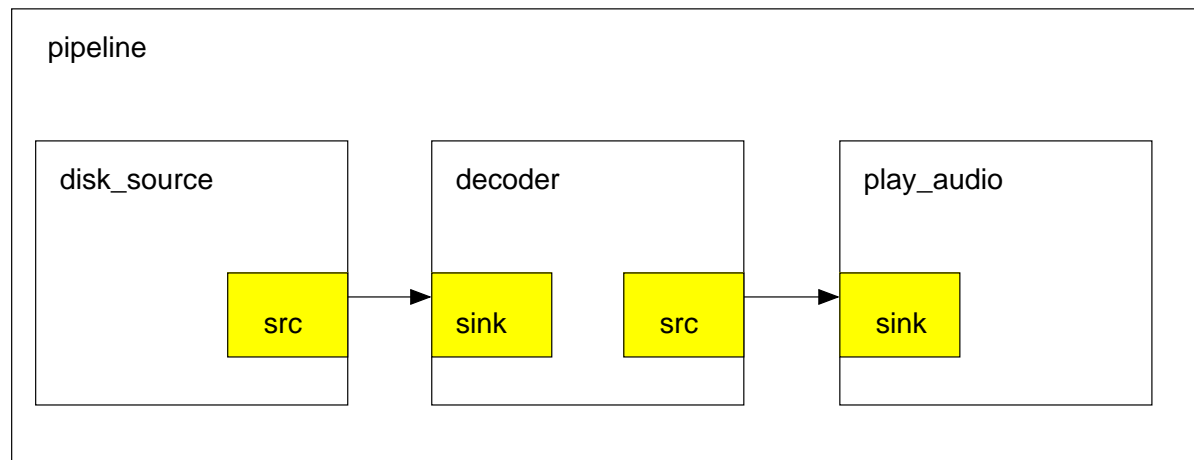 pipeline
disk_source
decoder
play_audio
src
sink
src
sink